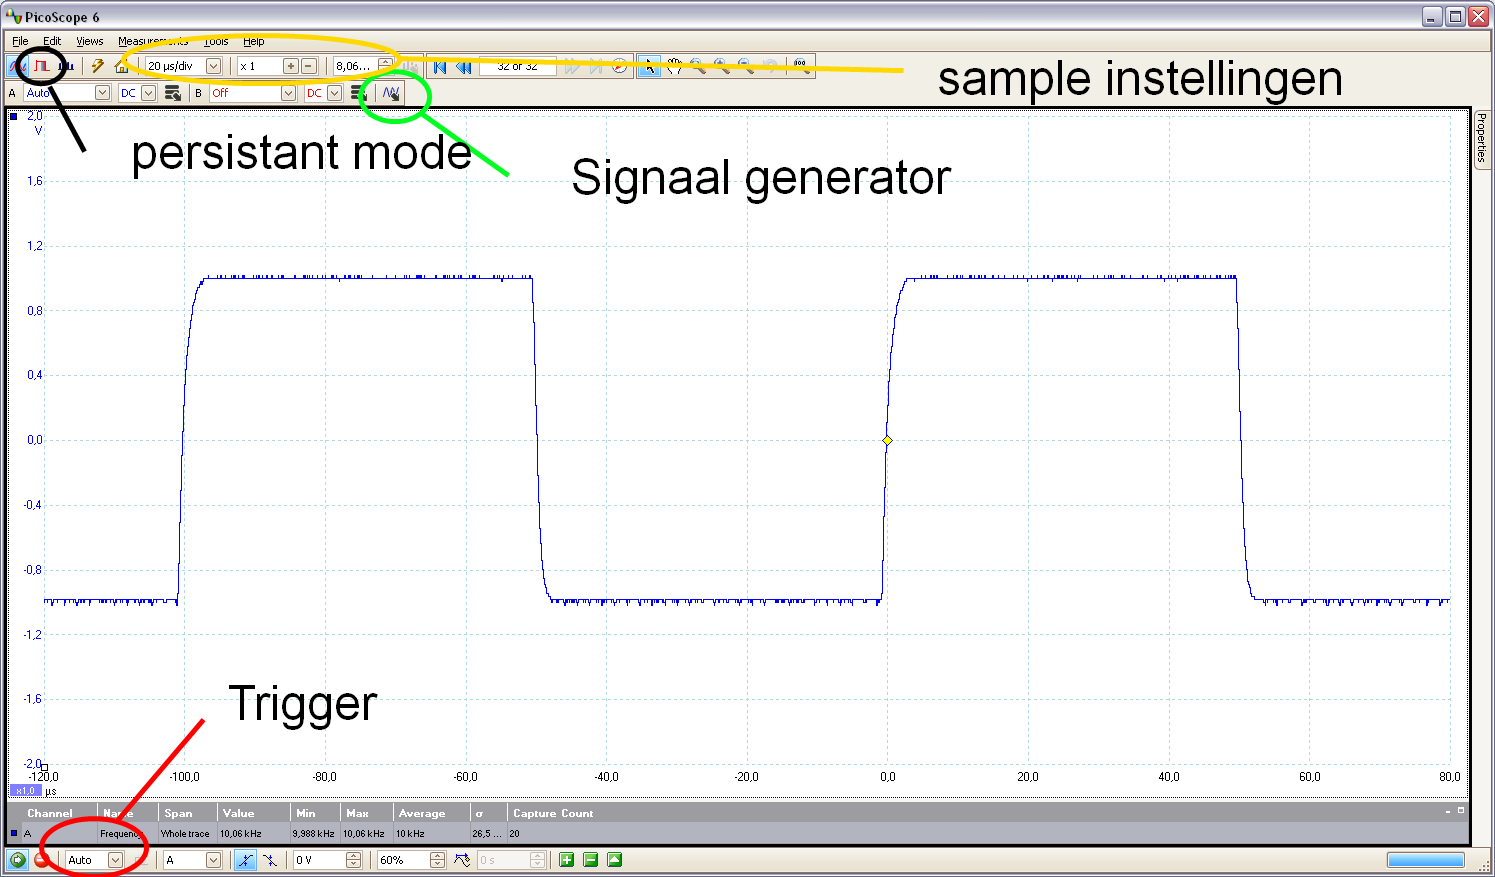 PicoScope 6
File Edit Views Measurements Tools Help
20 µs/div x 1 8,06... 32 of 32
sample instellingen
A Auto DC B Off DC
persistant mode
Signaal generator
Properties
2,0
V
1,6
1,2
0,8
0,4
0,0
-0,4
-0,8
-1,2
-1,6
-2,0
Trigger
-120,0 -100,0 -80,0 -60,0 -40,0 -20,0 0,0 20,0 40,0 60,0 80,0
x1.0 µs
Channel Name Span Value Min Max Average σ Capture Count
A Frequency Whole trace 10,06 kHz 9,988 kHz 10,06 kHz 10 kHz 26,5 ... 20
Auto A 0 V 60% 0 s